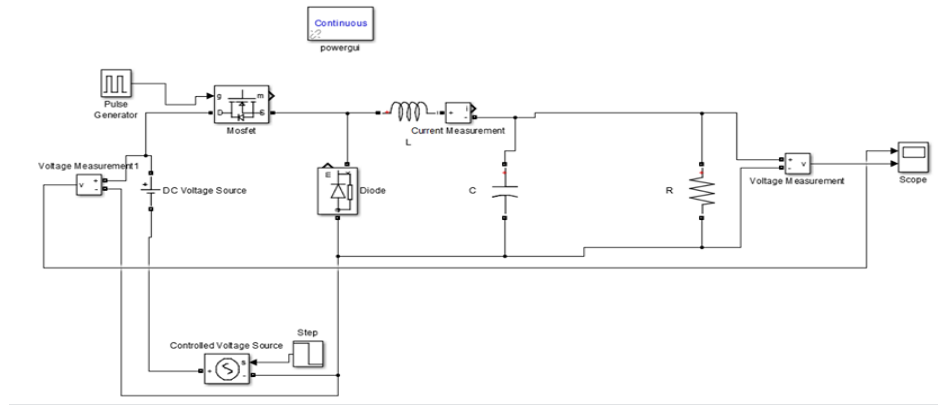 Continuous
powergui
Pulse
Generator
g
m
D
S
Mosfet
i
+
-
Current Measurement
L
Voltage Measurement1
v
+
-
+
DC Voltage Source
Diode
C
R
+
-
v
Voltage Measurement
Scope
Step
Controlled Voltage Source
s
+
-